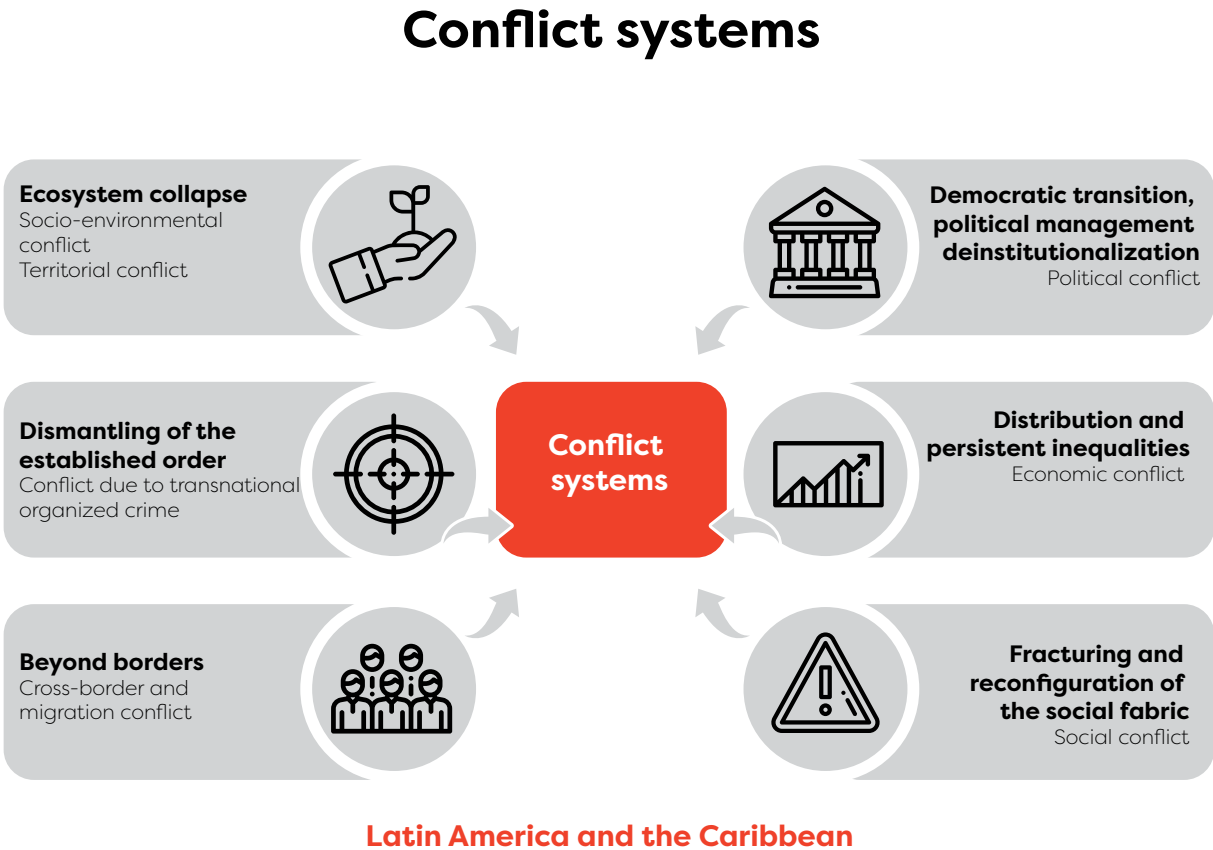 Conflict systems
Ecosystem collapse
Socio-environmental
conflict
Territorial conflict
Democratic transition,
political management
deinstitutionalization
Political conflict
Dismantling of the
established order
Conflict due to transnational
organized crime
Conflict
systems
Distribution and
persistent inequalities
Economic conflict
Beyond borders
Cross-border and
migration conflict
Fracturing and
reconfiguration of
the social fabric
Social conflict
Latin America and the Caribbean